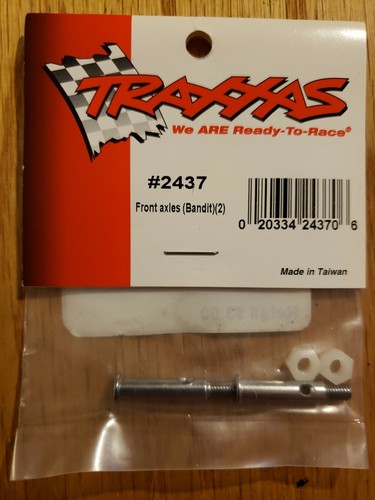 TRAXXAS
We ARE Ready-To-Race®
#2437
Front axles (Bandit)(2)
0 20334 24370 6
Made in Taiwan